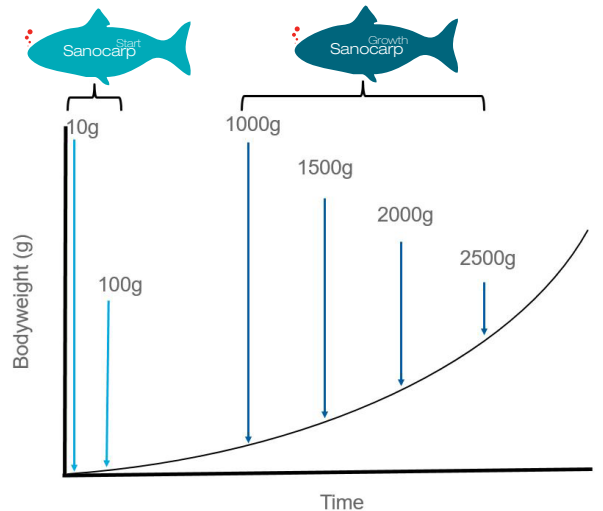 Start
Sanocarp
Growth
Sanocarp
10g
1000g
1500g
2000g
2500g
100g
Bodyweight (g)
Time